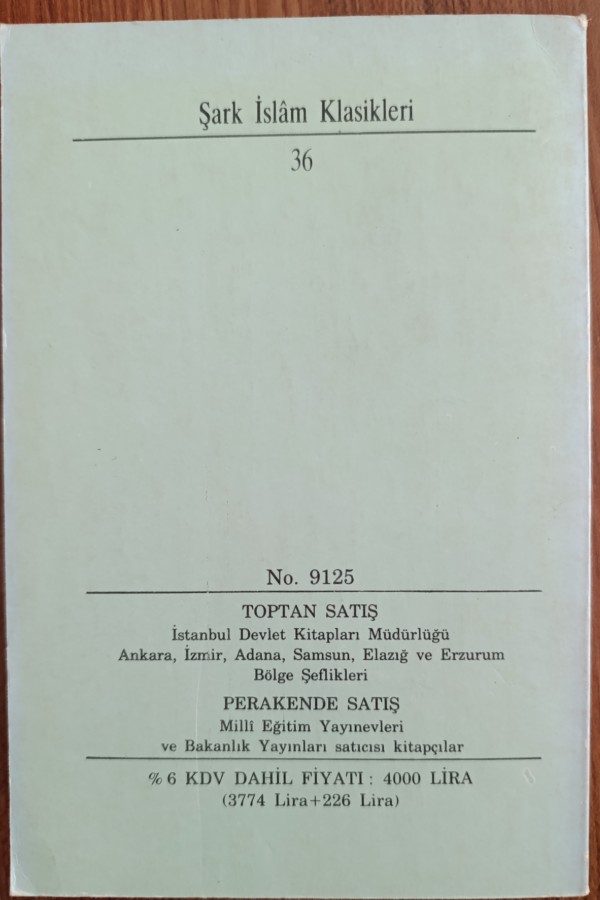 Şark İslâm Klasikleri
36
No. 9125
TOPTAN SATIŞ
İstanbul Devlet Kitapları Müdürlüğü
Ankara, İzmir, Adana, Samsun, Elazığ ve Erzurum
Bölge Şeflikleri
PERAKENDE SATIŞ
Millî Eğitim Yayınevleri
ve Bakanlık Yayınları satıcısı kitapçılar
% 6 KDV DAHİL FİYATI : 4000 LİRA
(3774 Lira+226 Lira)